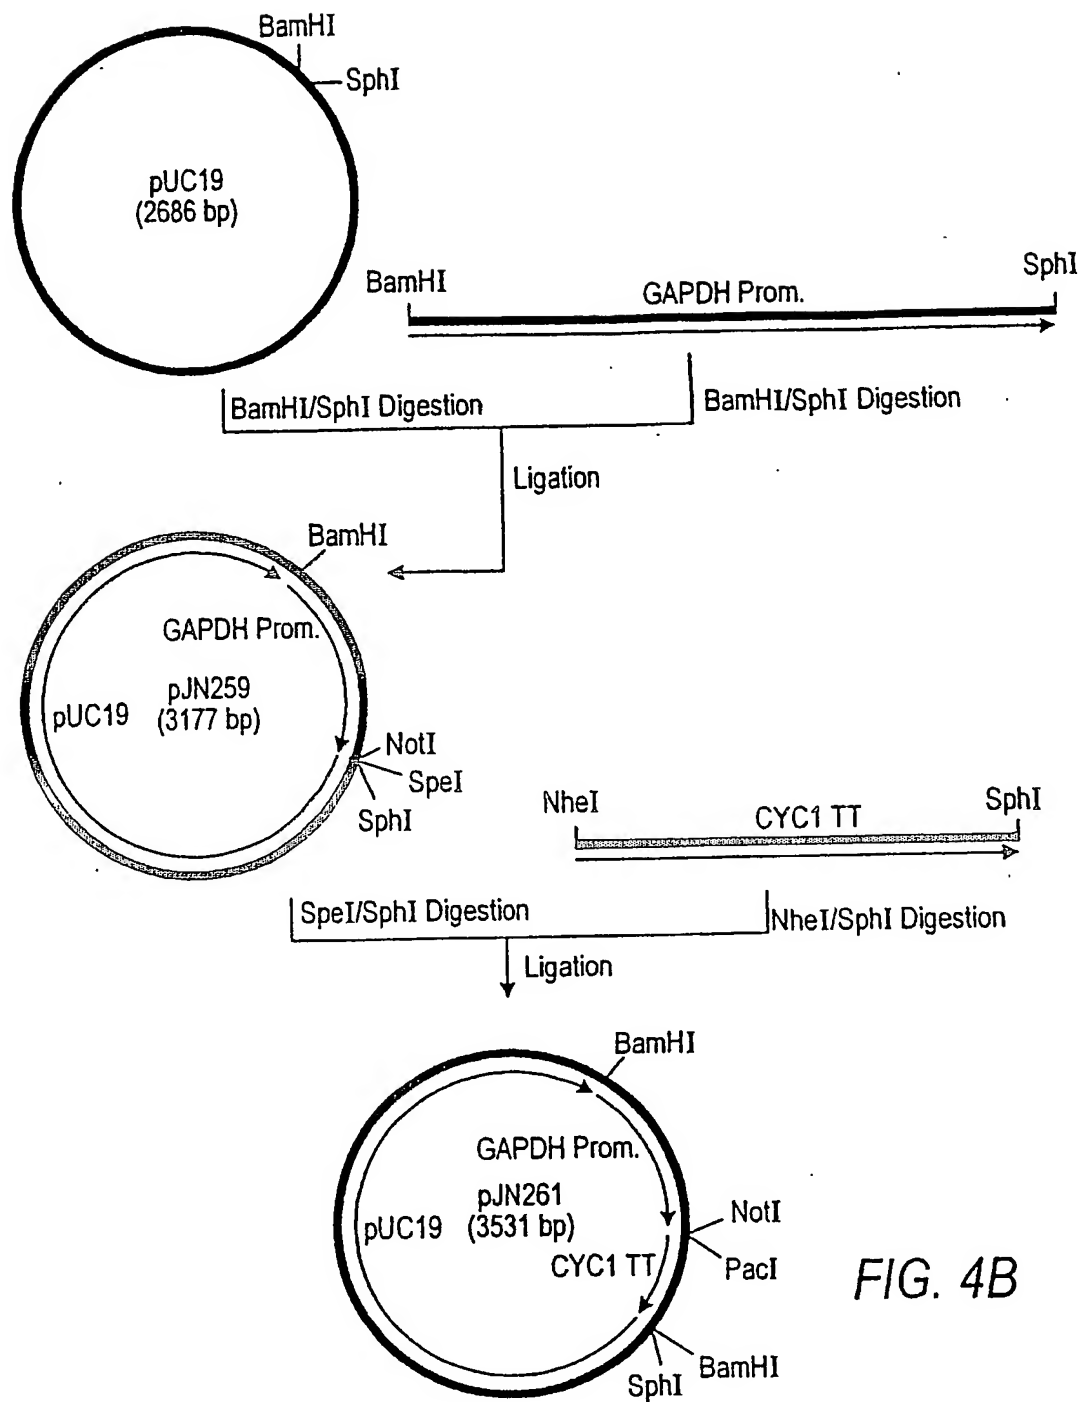 BamHI
SphI
pUC19
(2686 bp)
BamHI
GAPDH Prom.
SphI
BamHI/SphI Digestion
BamHI/SphI Digestion
Ligation
BamHI
GAPDH Prom.
pUC19
pJN259
(3177 bp)
NotI
SpeI
SphI
NheI
CYC1 TT
SphI
SpeI/SphI Digestion
NheI/SphI Digestion
Ligation
BamHI
GAPDH Prom.
pUC19
pJN261
(3531 bp)
NotI
PacI
CYC1 TT
BamHI
SphI
FIG. 4B